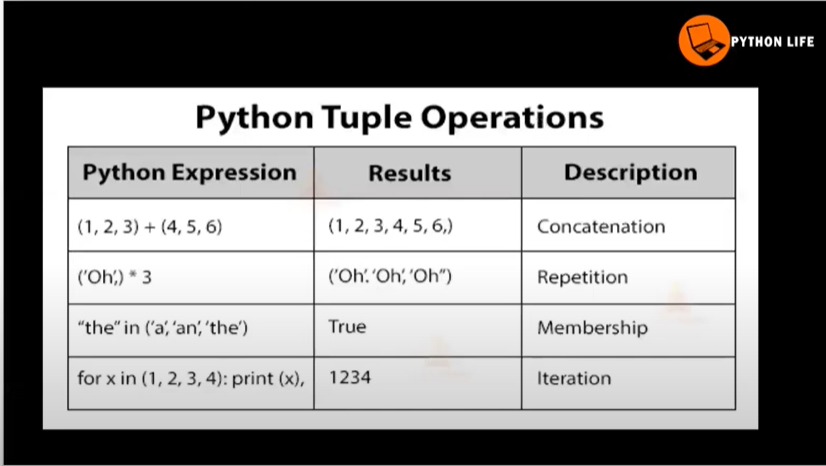 PYTHON LIFE
Python Tuple Operations
Python Expression Results Description
(1, 2, 3) + (4, 5, 6) (1, 2, 3, 4, 5, 6,) Concatenation
('Oh',) * 3 ('Oh'. 'Oh', 'Oh'') Repetition
"the" in ('a', 'an', 'the') True Membership
for x in (1, 2, 3, 4): print (x), 1234 Iteration